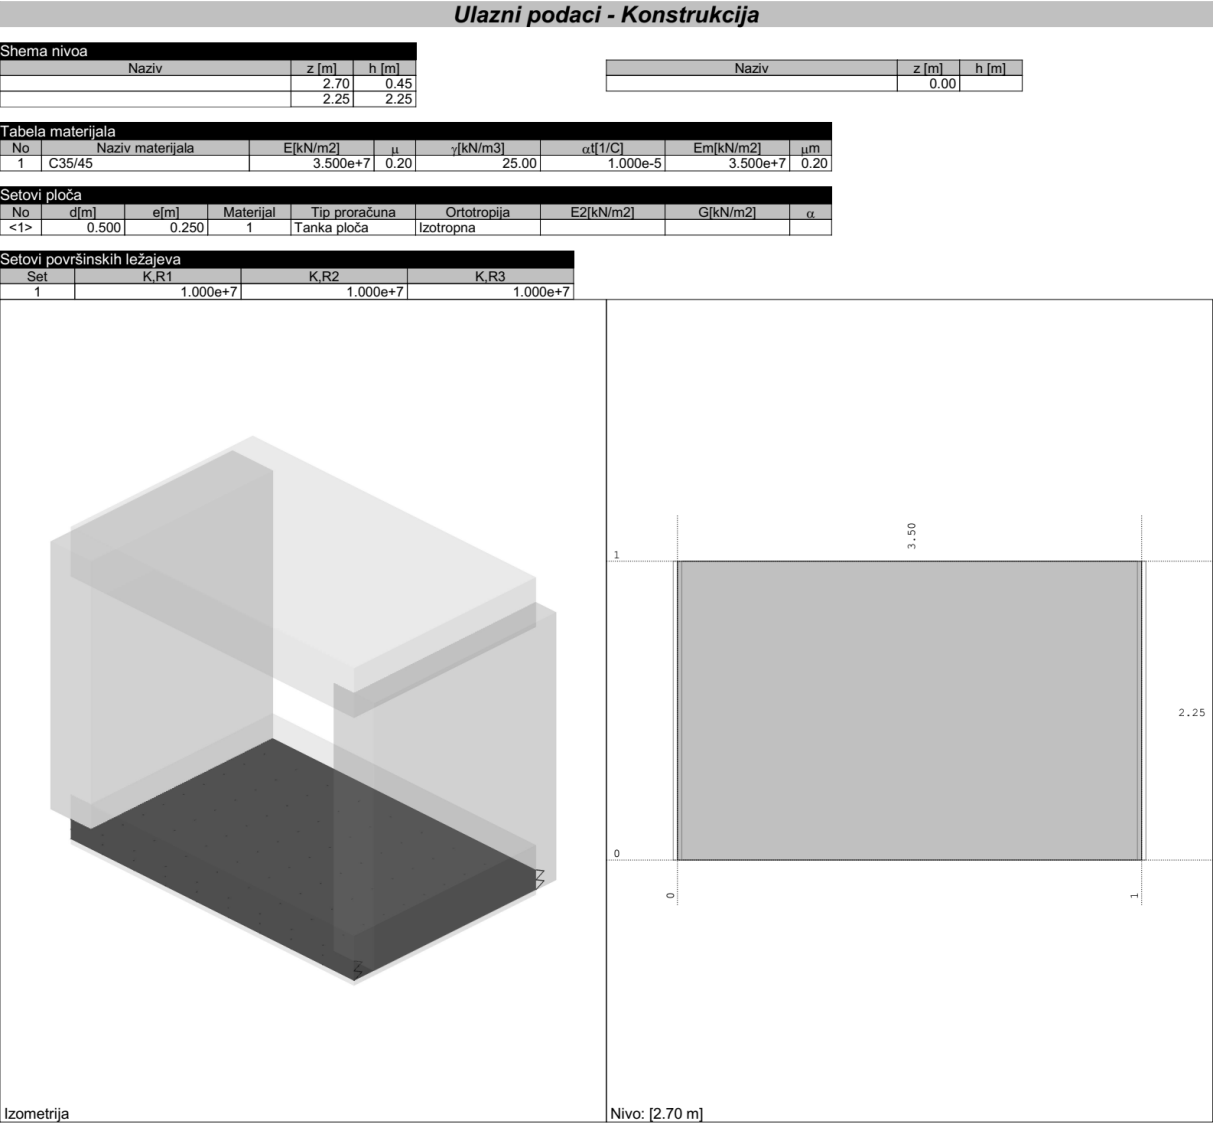 Ulazni podaci - Konstrukcija
Shema nivoa
Naziv z [m] h [m] Naziv z [m] h [m]
2.70 0.45 0.00
2.25 2.25
Tabela materijala
No Naziv materijala E[kN/m2] μ γ[kN/m3] αt[1/C] Em[kN/m2] μm
1 C35/45 3.500e+7 0.20 25.00 1.000e-5 3.500e+7 0.20
Setovi ploča
No d[m] e[m] Materijal Tip proračuna Ortotropija E2[kN/m2] G[kN/m2] α
<1> 0.500 0.250 1 Tanka ploča Izotropna
Setovi površinskih ležajeva
Set K,R1 K,R2 K,R3
1 1.000e+7 1.000e+7 1.000e+7
3.50
1
2.25
0
0 1
Izometrija Nivo: [2.70 m]